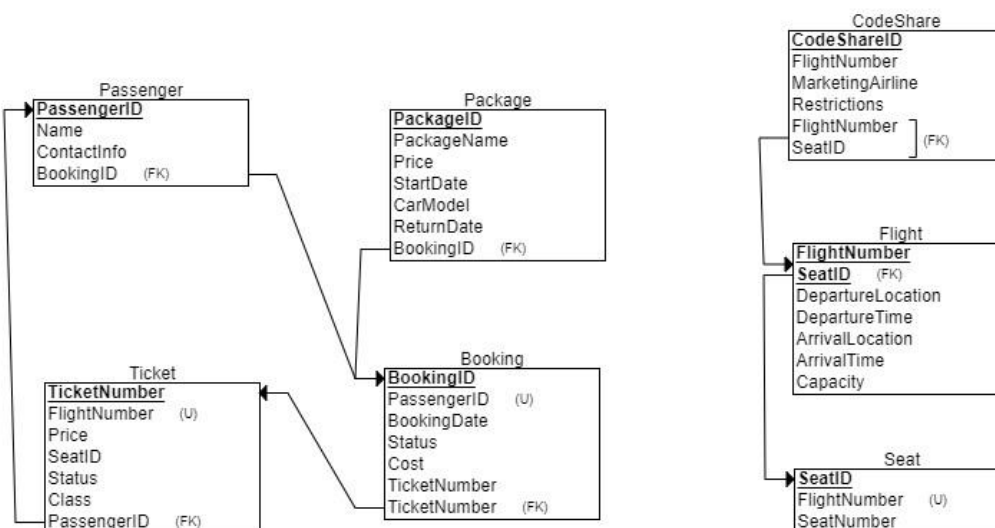 Passenger
PassengerID
Name
ContactInfo
BookingID (FK)
Package
PackageID
PackageName
Price
StartDate
CarModel
ReturnDate
BookingID (FK)
CodeShare
CodeShareID
FlightNumber
MarketingAirline
Restrictions
FlightNumber
SeatID
(FK)
Ticket
TicketNumber
FlightNumber (U)
Price
SeatID
Status
Class
PassengerID (FK)
Booking
BookingID
PassengerID (U)
BookingDate
Status
Cost
TicketNumber
TicketNumber (FK)
Flight
FlightNumber
SeatID (FK)
DepartureLocation
DepartureTime
ArrivalLocation
ArrivalTime
Capacity
Seat
SeatID
FlightNumber (U)
SeatNumber